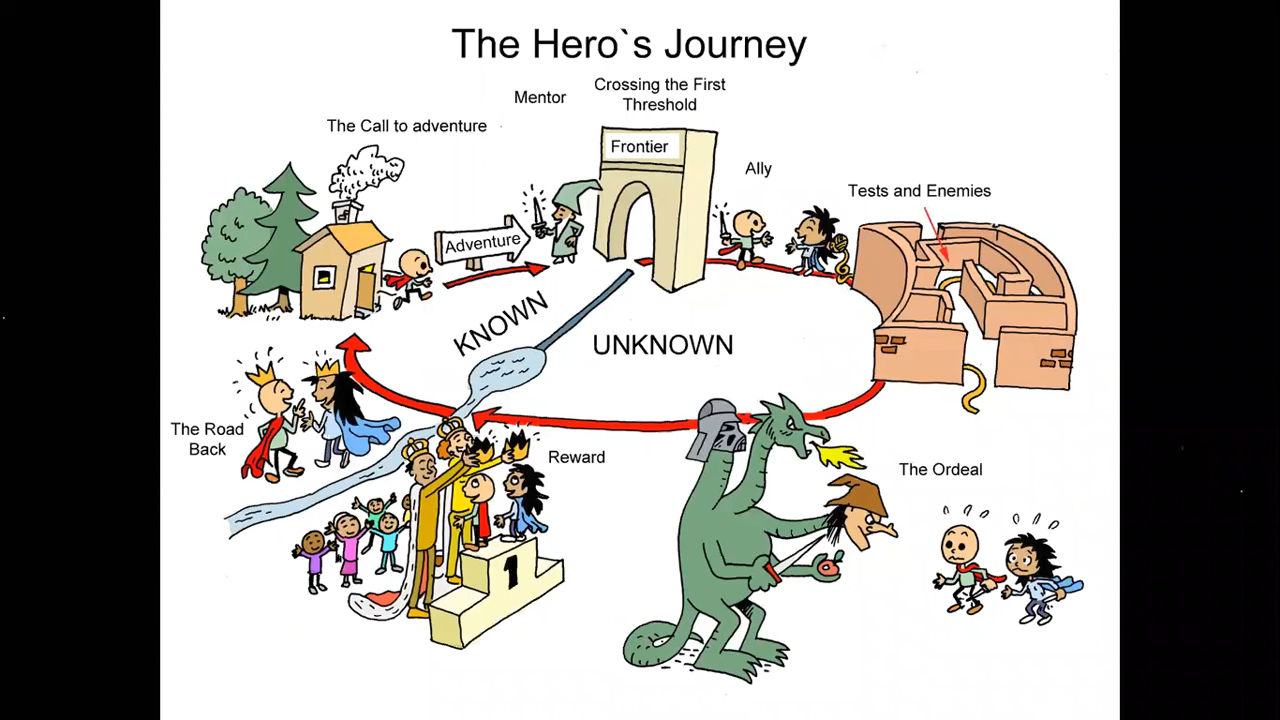 The Hero`s Journey
Crossing the First
Threshold
Mentor
The Call to adventure
Frontier
Ally
Tests and Enemies
Adventure
KNOWN
UNKNOWN
The Road
Back
Reward
The Ordeal
1